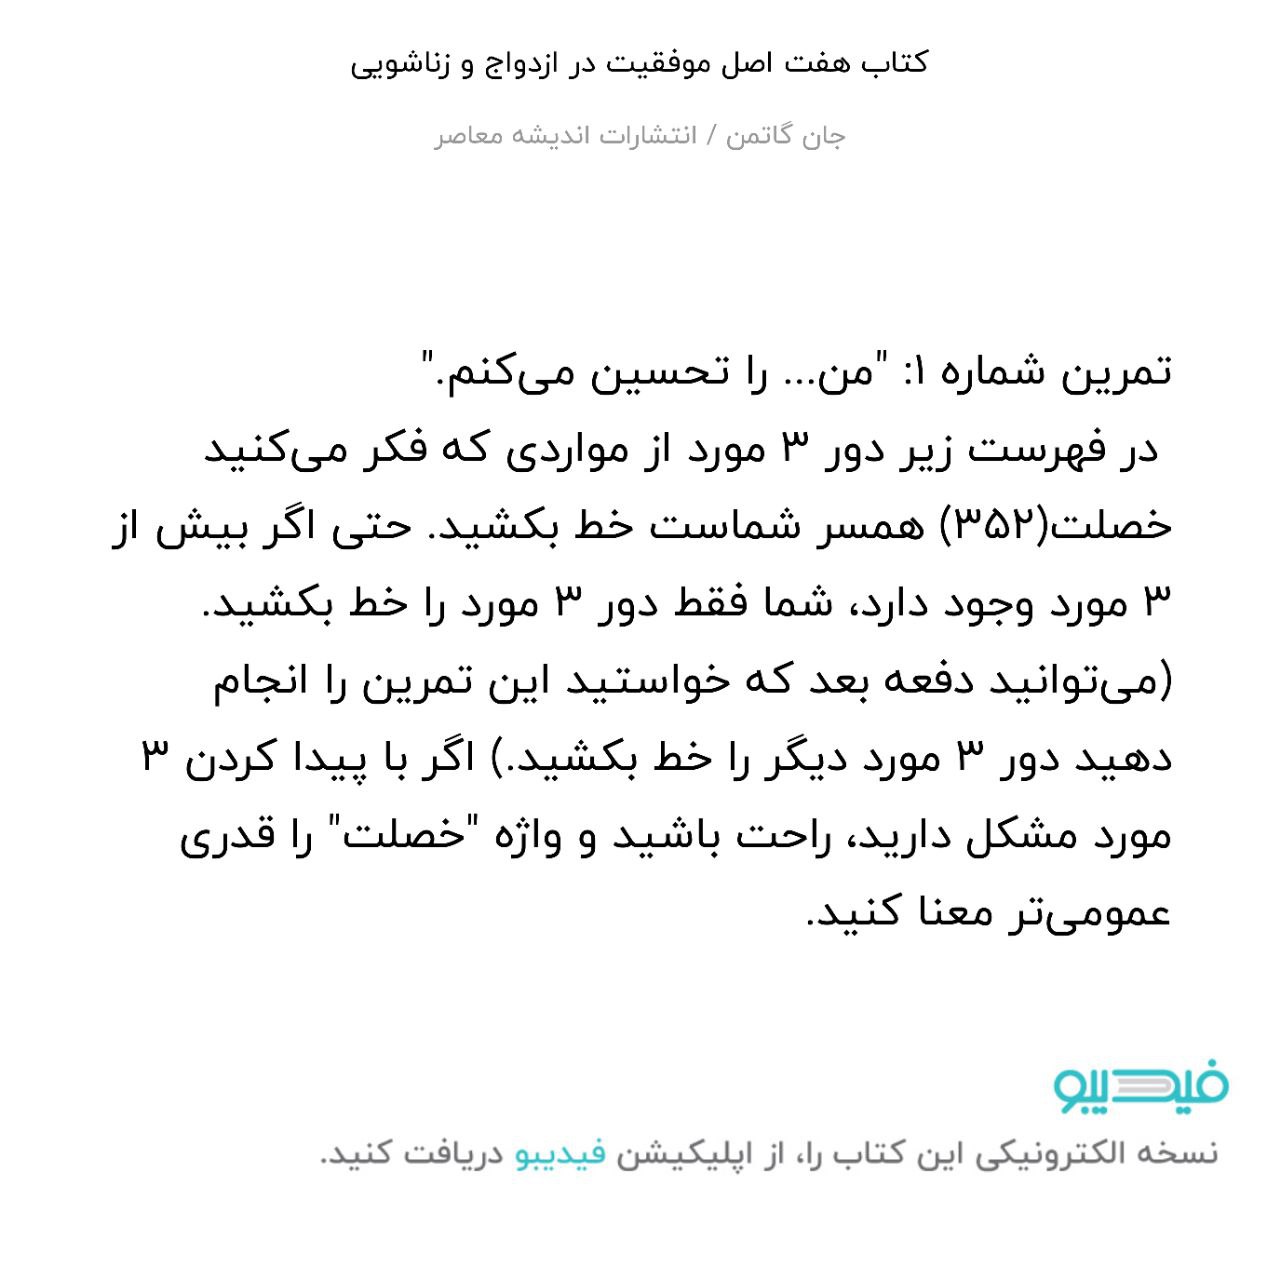 کتاب هفت اصل موفقیت در ازدواج و زناشویی
جان گاتمن / انتشارات اندیشه معاصر
تمرین شماره ۱: "من... را تحسین می‌کنم."
در فهرست زیر دور ۳ مورد از مواردی که فکر می‌کنید
خصلت(۳۵۲) همسر شماست خط بکشید. حتی اگر بیش از
۳ مورد وجود دارد، شما فقط دور ۳ مورد را خط بکشید.
(می‌توانید دفعه بعد که خواستید این تمرین را انجام
دهید دور ۳ مورد دیگر را خط بکشید.) اگر با پیدا کردن ۳
مورد مشکل دارید، راحت باشید و واژه "خصلت" را قدری
عمومی‌تر معنا کنید.
فیدیبو
نسخه الکترونیکی این کتاب را، از اپلیکیشن فیدیبو دریافت کنید.